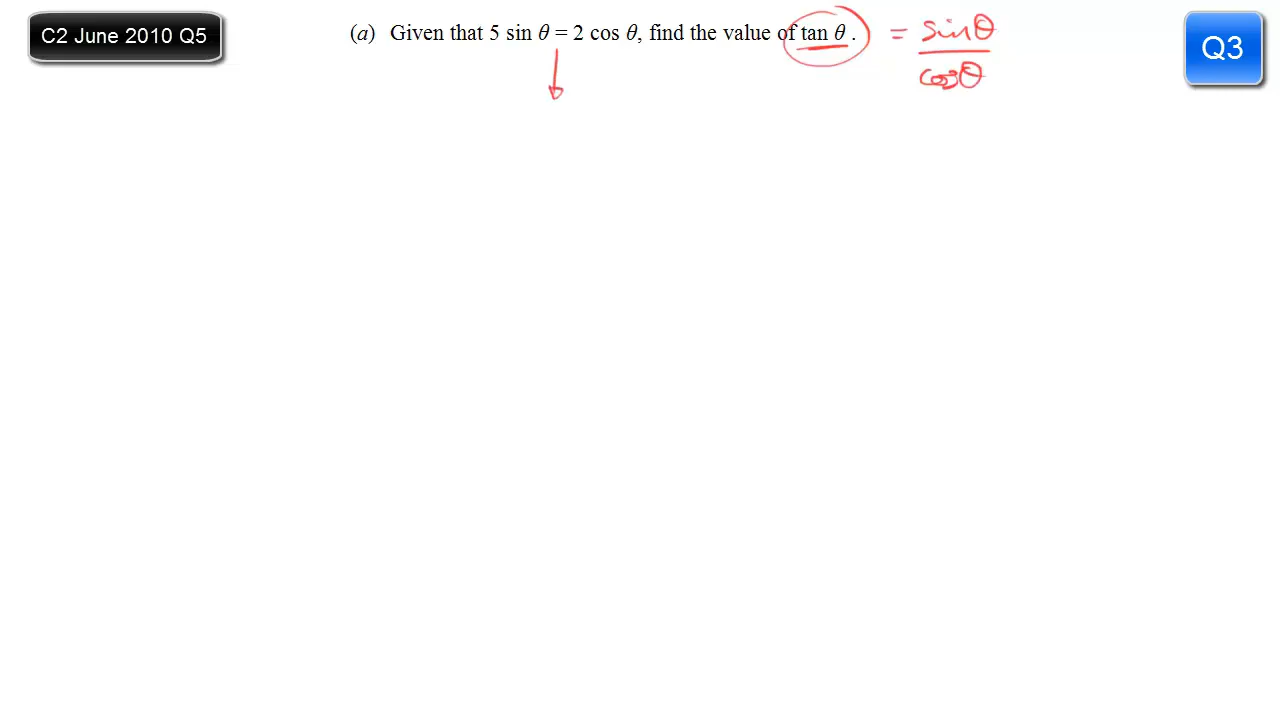 C2 June 2010 Q5
(a) Given that 5 sin θ = 2 cos θ, find the value of tan θ .
= sinθ
cosθ
Q3